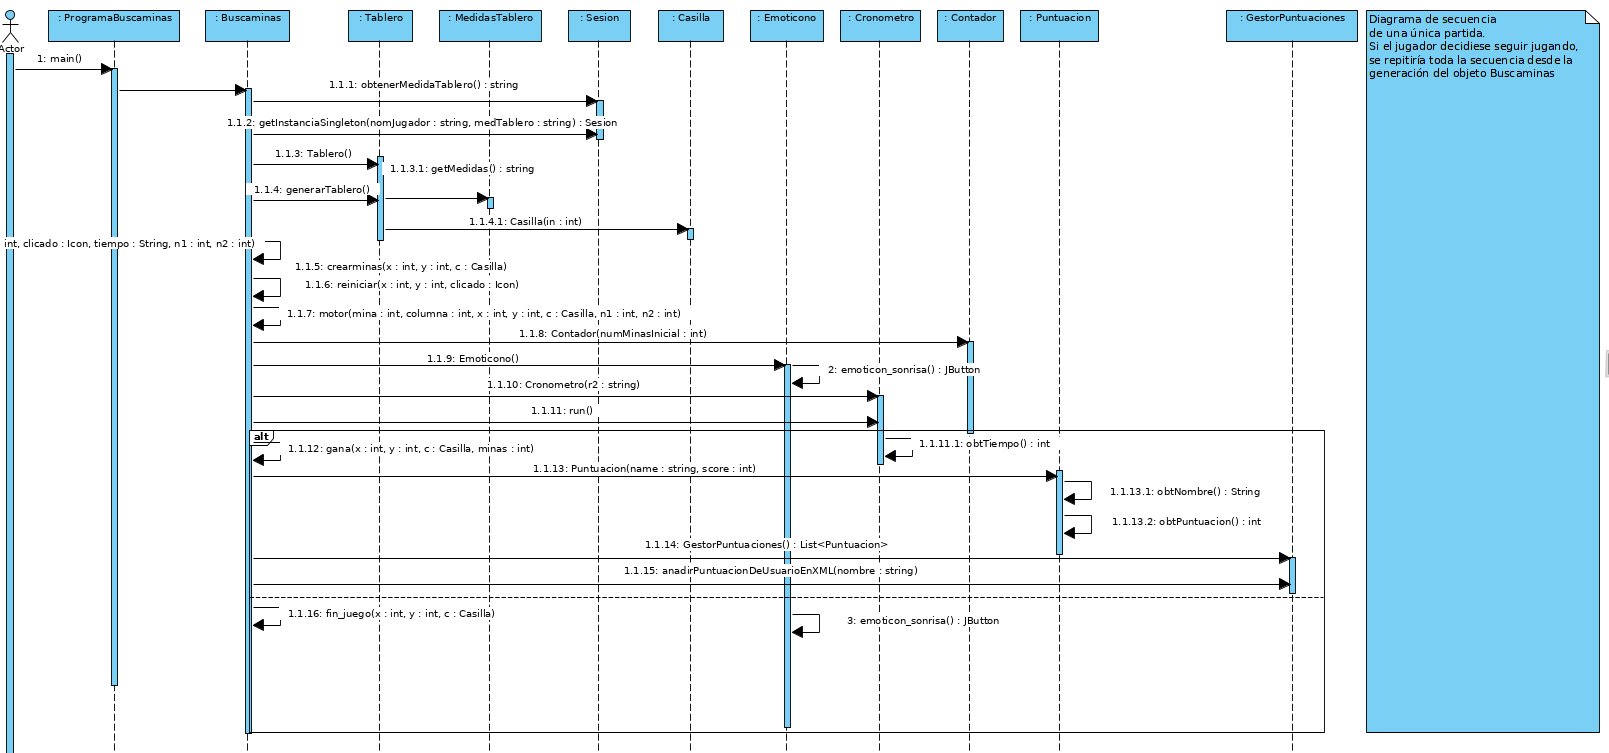 : ProgramaBuscaminas
: Buscaminas
: Tablero
: MedidasTablero
: Sesion
: Casilla
: Emoticono
: Cronometro
: Contador
: Puntuacion
: GestorPuntuaciones
Diagrama de secuencia
de una única partida.
Si el jugador decidiese seguir jugando,
se repitiría toda la secuencia desde la
generación del objeto Buscaminas
Actor
1: main()
1.1.1: obtenerMedidaTablero() : string
1.1.2: getInstanciaSingleton(nomJugador : string, medTablero : string) : Sesion
1.1.3: Tablero()
1.1.3.1: getMedidas() : string
1.1.4: generarTablero()
1.1.4.1: Casilla(in : int)
int, clicado : Icon, tiempo : String, n1 : int, n2 : int)
1.1.5: crearminas(x : int, y : int, c : Casilla)
1.1.6: reiniciar(x : int, y : int, clicado : Icon)
1.1.7: motor(mina : int, columna : int, x : int, y : int, c : Casilla, n1 : int, n2 : int)
1.1.8: Contador(numMinasInicial : int)
1.1.9: Emoticono()
2: emoticon_sonrisa() : JButton
1.1.10: Cronometro(r2 : string)
1.1.11: run()
alt
1.1.11.1: obtTiempo() : int
1.1.12: gana(x : int, y : int, c : Casilla, minas : int)
1.1.13: Puntuacion(name : string, score : int)
1.1.13.1: obtNombre() : String
1.1.13.2: obtPuntuacion() : int
1.1.14: GestorPuntuaciones() : List<Puntuacion>
1.1.15: anadirPuntuacionDeUsuarioEnXML(nombre : string)
1.1.16: fin_juego(x : int, y : int, c : Casilla)
3: emoticon_sonrisa() : JButton